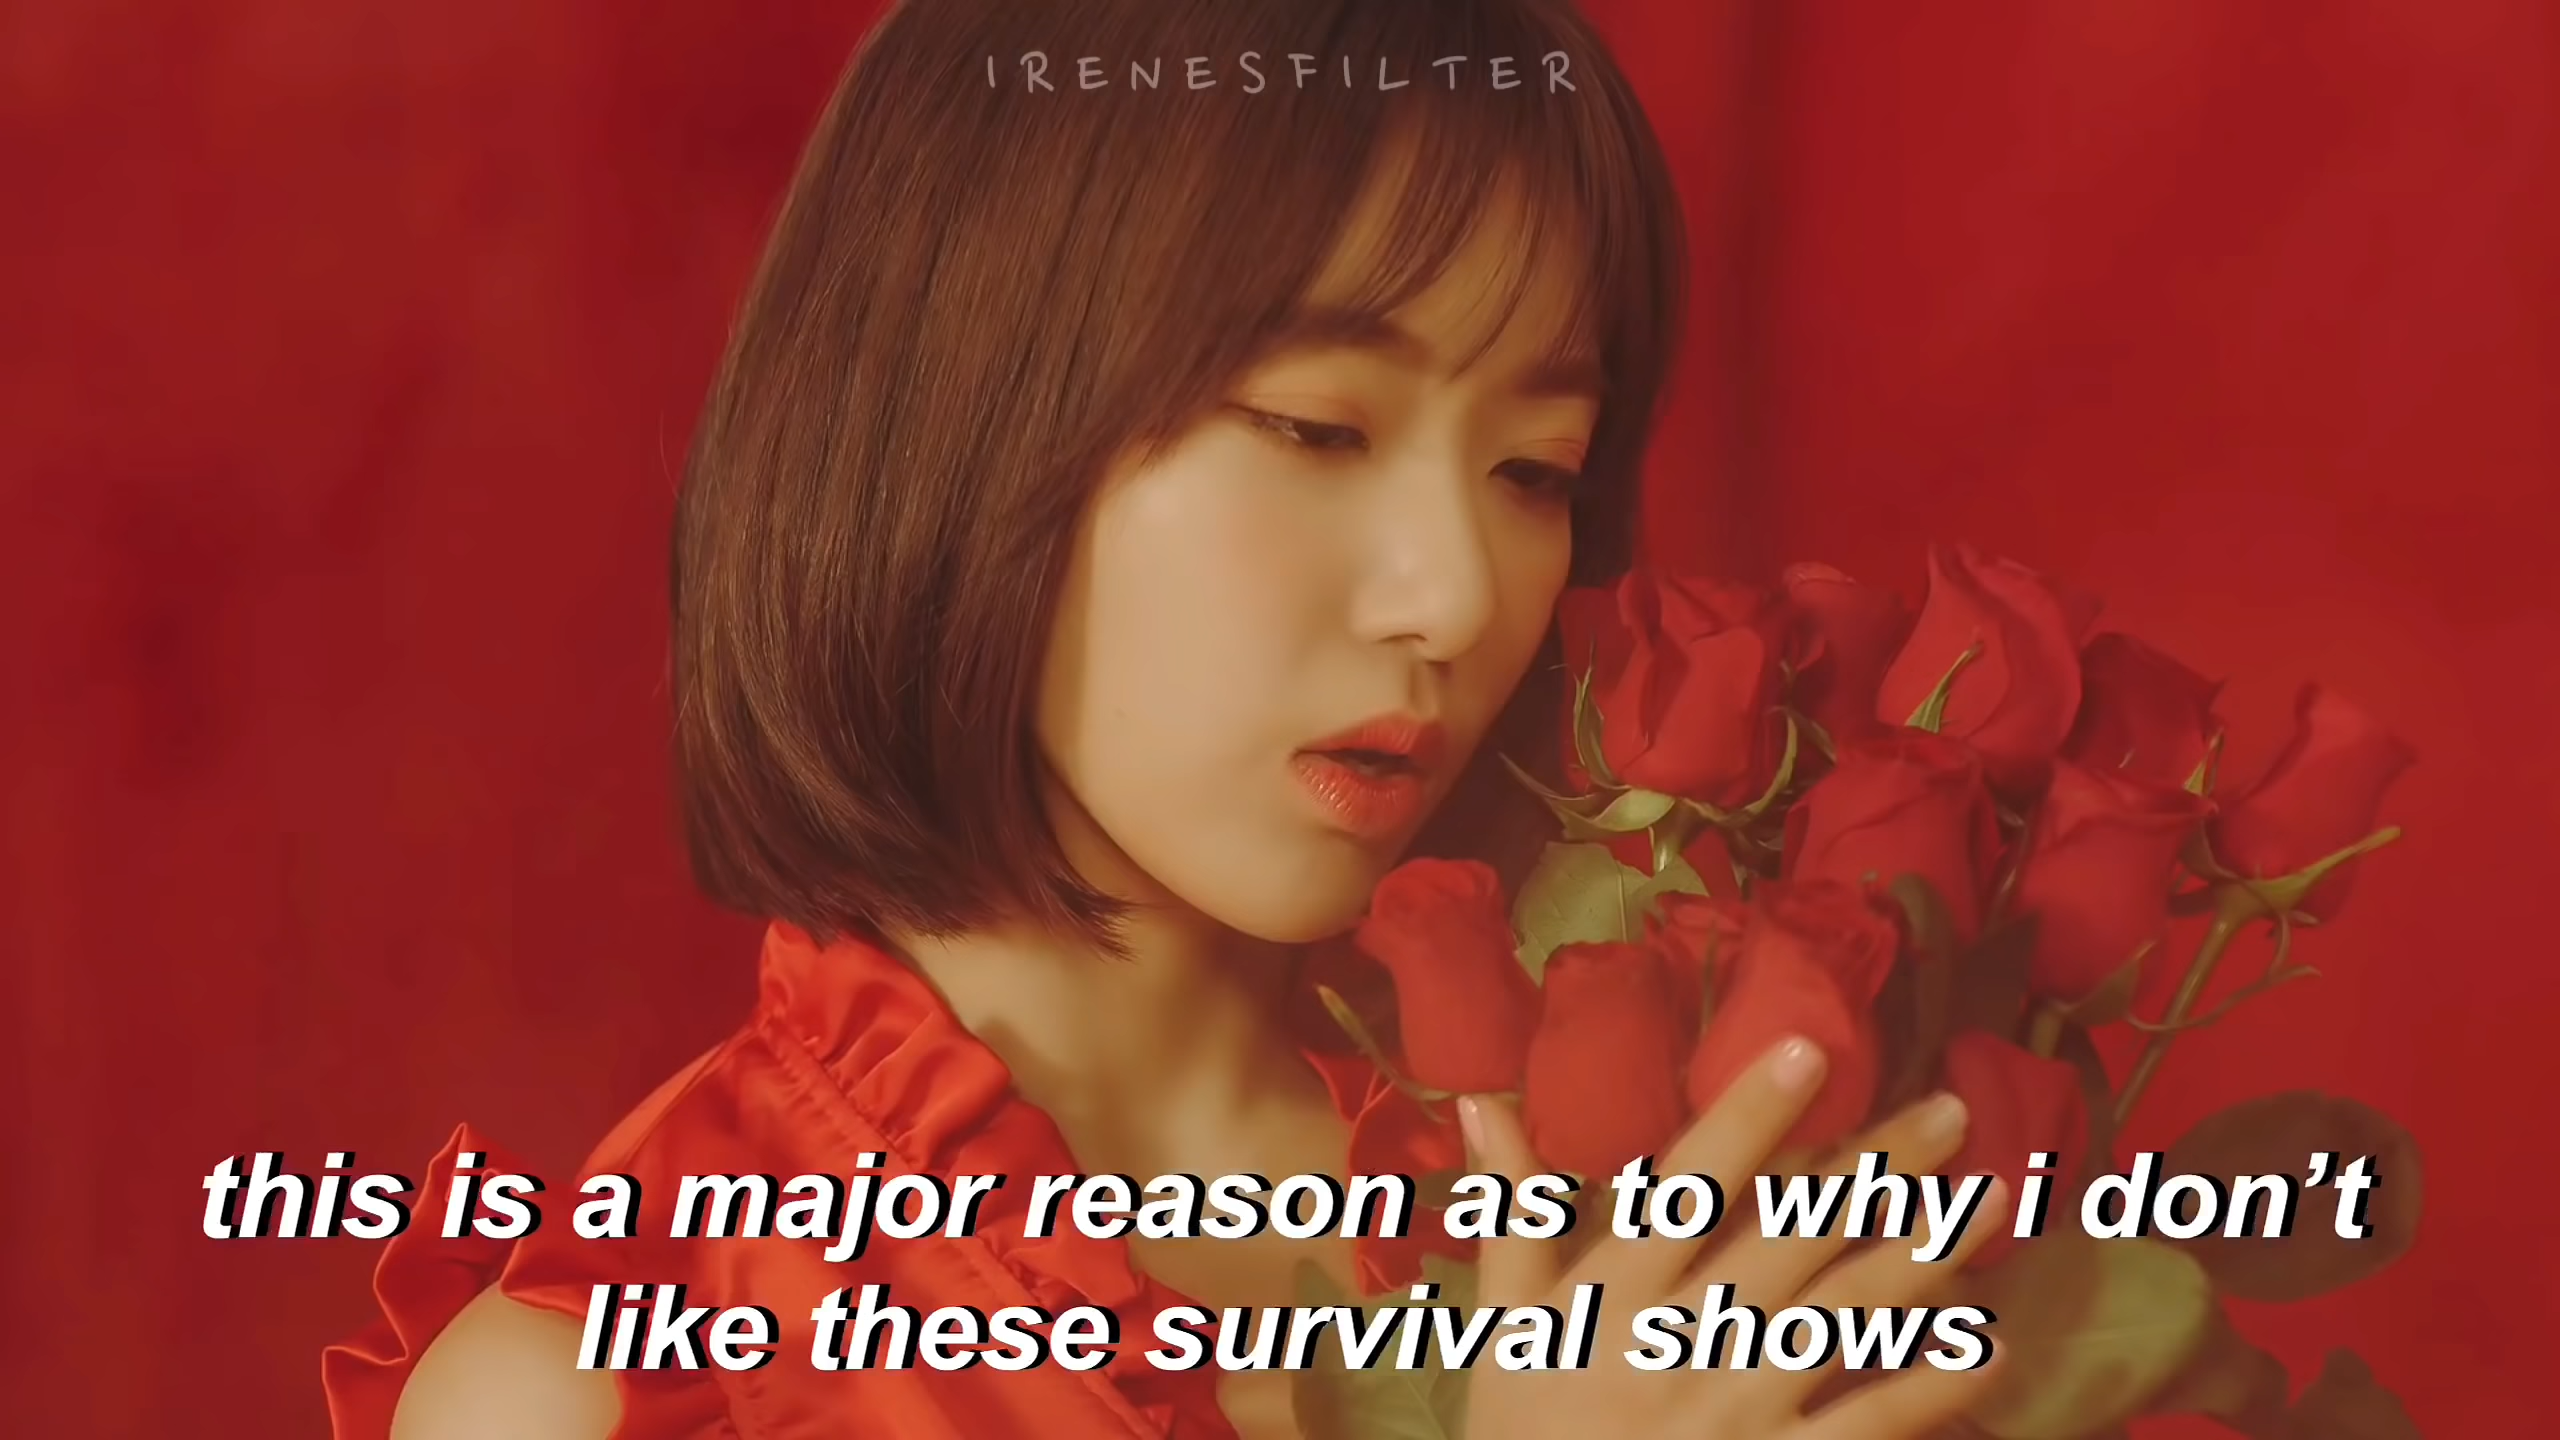 IRENESFILTER
this is a major reason as to why i don’t
like these survival shows